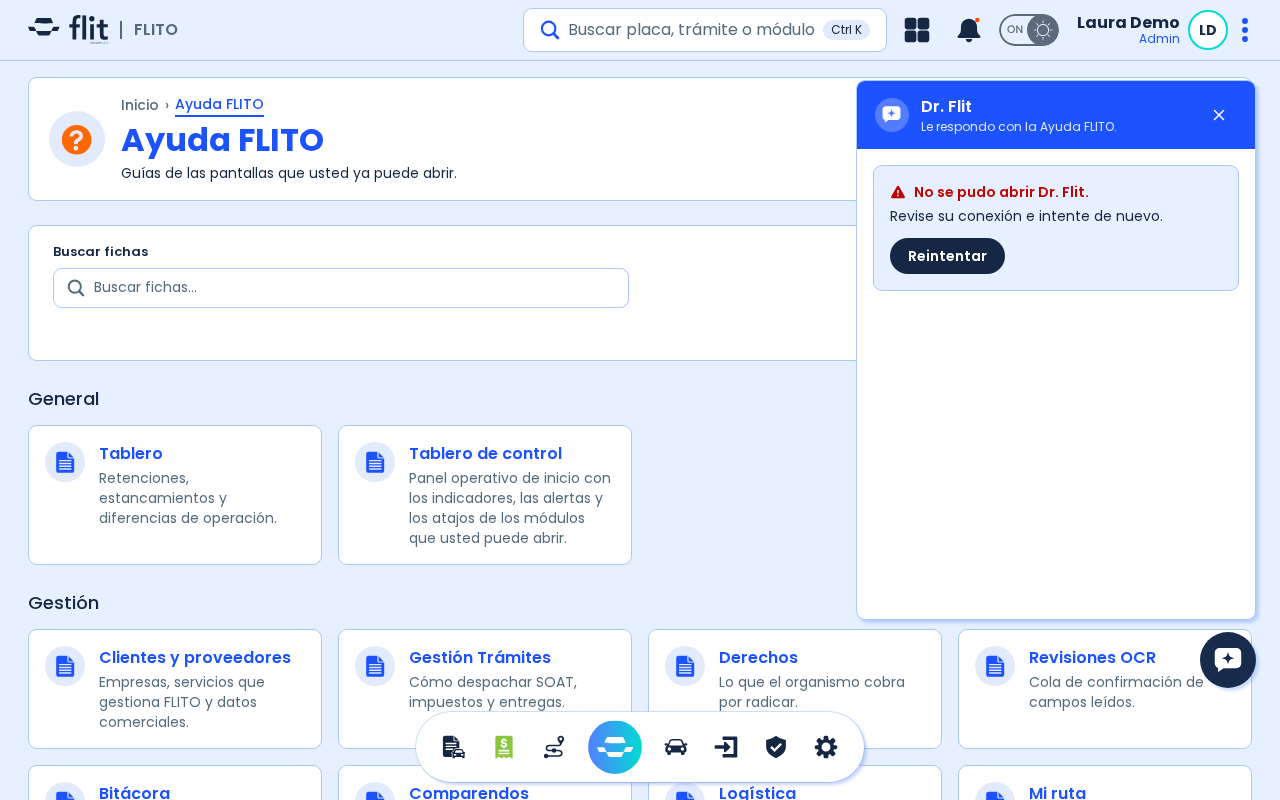 flit
FLITO
Buscar placa, trámite o módulo
Ctrl K
ON
Laura Demo
Admin
LD
Inicio › Ayuda FLITO
Ayuda FLITO
Guías de las pantallas que usted ya puede abrir.
Dr. Flit
Le respondo con la Ayuda FLITO.
No se pudo abrir Dr. Flit.
Revise su conexión e intente de nuevo.
Reintentar
Buscar fichas
Buscar fichas...
General
Tablero
Retenciones,
estancamientos y
diferencias de operación.
Tablero de control
Panel operativo de inicio con
los indicadores, las alertas y
los atajos de los módulos
que usted puede abrir.
Gestión
Clientes y proveedores
Empresas, servicios que
gestiona FLITO y datos
comerciales.
Gestión Trámites
Cómo despachar SOAT,
impuestos y entregas.
Derechos
Lo que el organismo cobra
por radicar.
Revisiones OCR
Cola de confirmación de
campos leídos.
Bitácora
Comparendos
Logística
Mi ruta